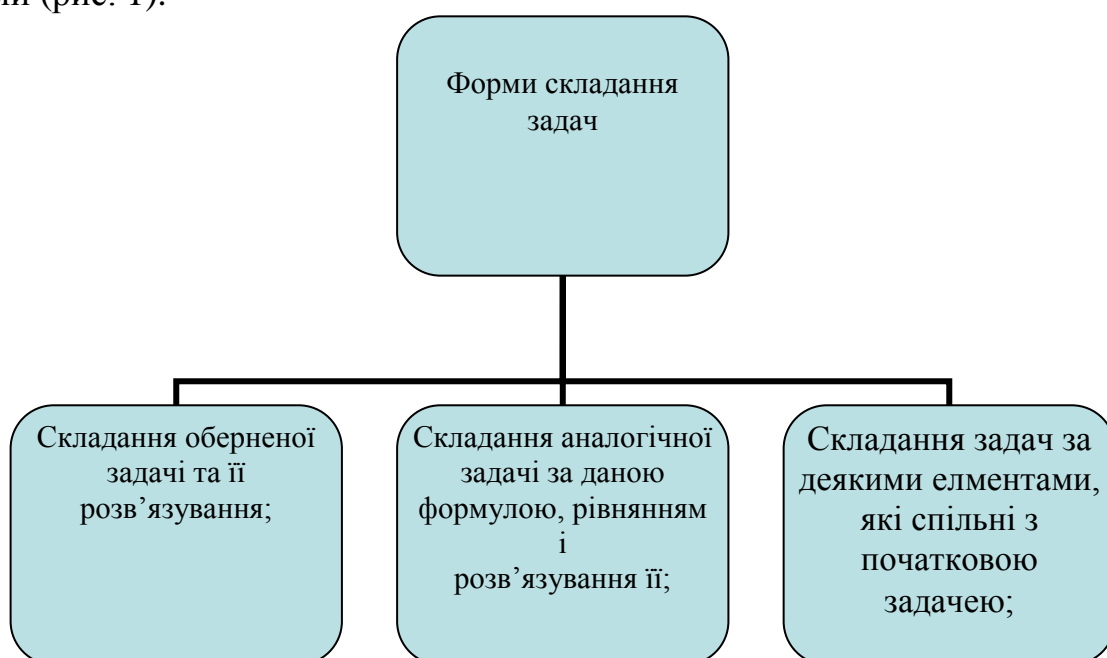 (рис. 1).
Форми складання
задач
Складання оберненої
задачі та її
розв’язування;
Складання аналогічної
задачі за даною
формулою, рівнянням
і
розв’язування її;
Складання задач за
деякими елментами,
які спільні з
початковою
задачею;